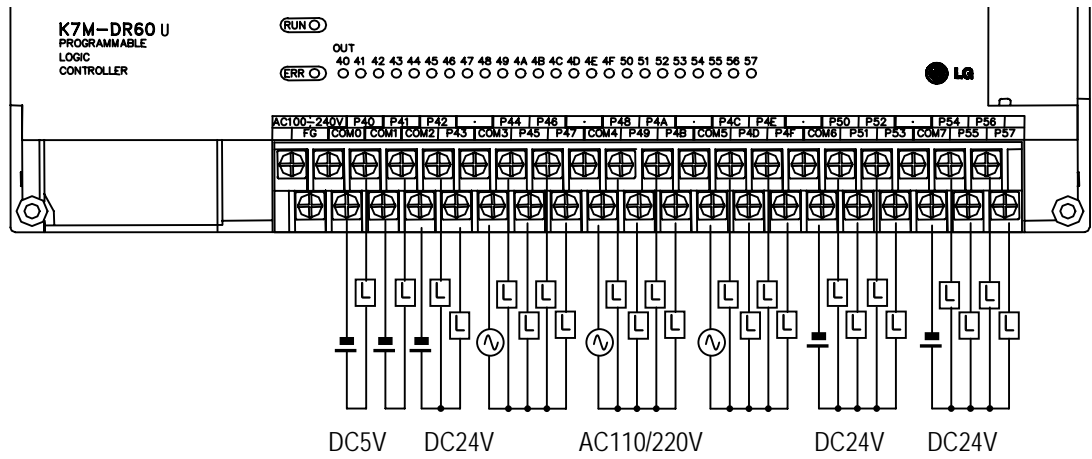 K7M-DR60 U
PROGRAMMABLE
LOGIC
CONTROLLER
RUN
ERR
OUT
40 41 42 43 44 45 46 47 48 49 4A 4B 4C 4D 4E 4F 50 51 52 53 54 55 56 57
LG
AC100-240V P40 P41 P42 · P44 P46 · P48 P4A · P4C P4E · P50 P52 · P54 P56
FG COM0 COM1 COM2 P43 COM3 P45 P47 COM4 P49 P4B COM5 P4D P4F COM6 P51 P53 COM7 P55 P57
L L L L L L L L L L
L L L L L L L L L L L L L L
DC5V DC24V AC110/220V DC24V DC24V